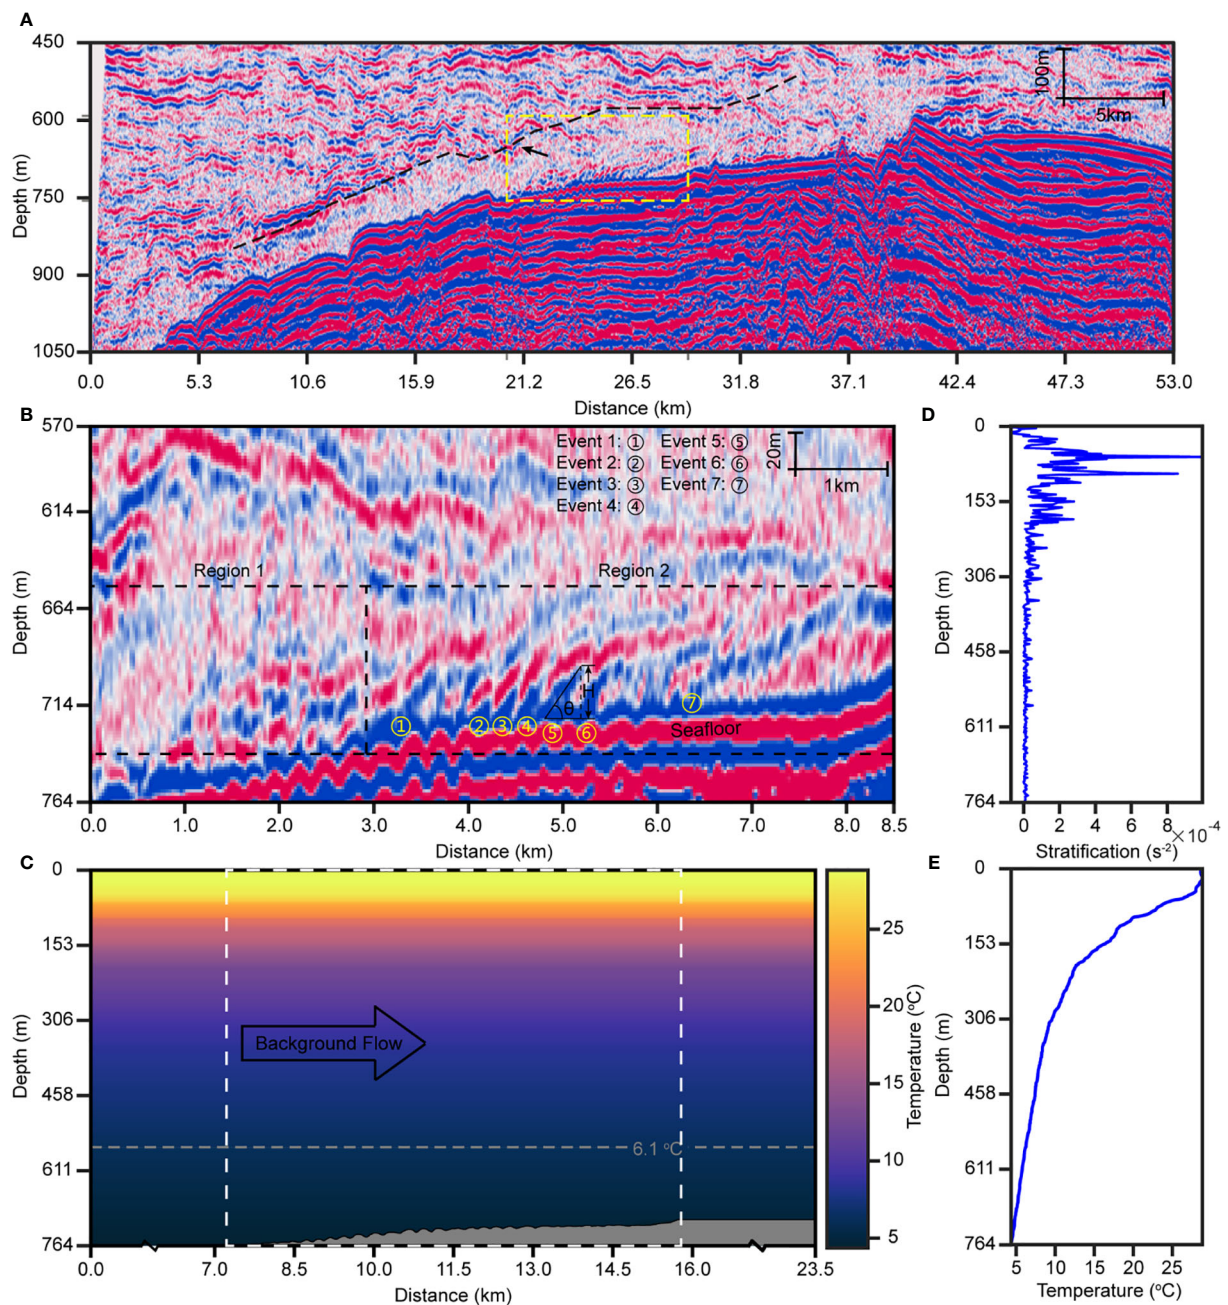 A
450
600
750
900
1050
Depth (m)
100m
5km
0.0 5.3 10.6 15.9 21.2 26.5 31.8 37.1 42.4 47.3 53.0
Distance (km)
B
570
614
664
714
764
Depth (m)
Event 1: ① Event 5: ⑤
Event 2: ② Event 6: ⑥
Event 3: ③ Event 7: ⑦
Event 4: ④
20m
1km
Region 1 Region 2
H
θ
① ② ③ ④ ⑤ ⑥ ⑦
Seafloor
0.0 1.0 2.0 3.0 4.0 5.0 6.0 7.0 8.0 8.5
Distance (km)
D
0
153
306
458
611
764
Depth (m)
0 2 4 6 8
×10⁻⁴
Stratification (s⁻²)
C
0
153
306
458
611
764
Depth (m)
Background Flow
6.1 ºC
0.0 7.0 8.5 10.0 11.5 13.0 14.5 16.0 23.5
Distance (km)
25
20
15
10
5
Temperature (ºC)
E
0
153
306
458
611
764
Depth (m)
5 10 15 20 25
Temperature (ºC)